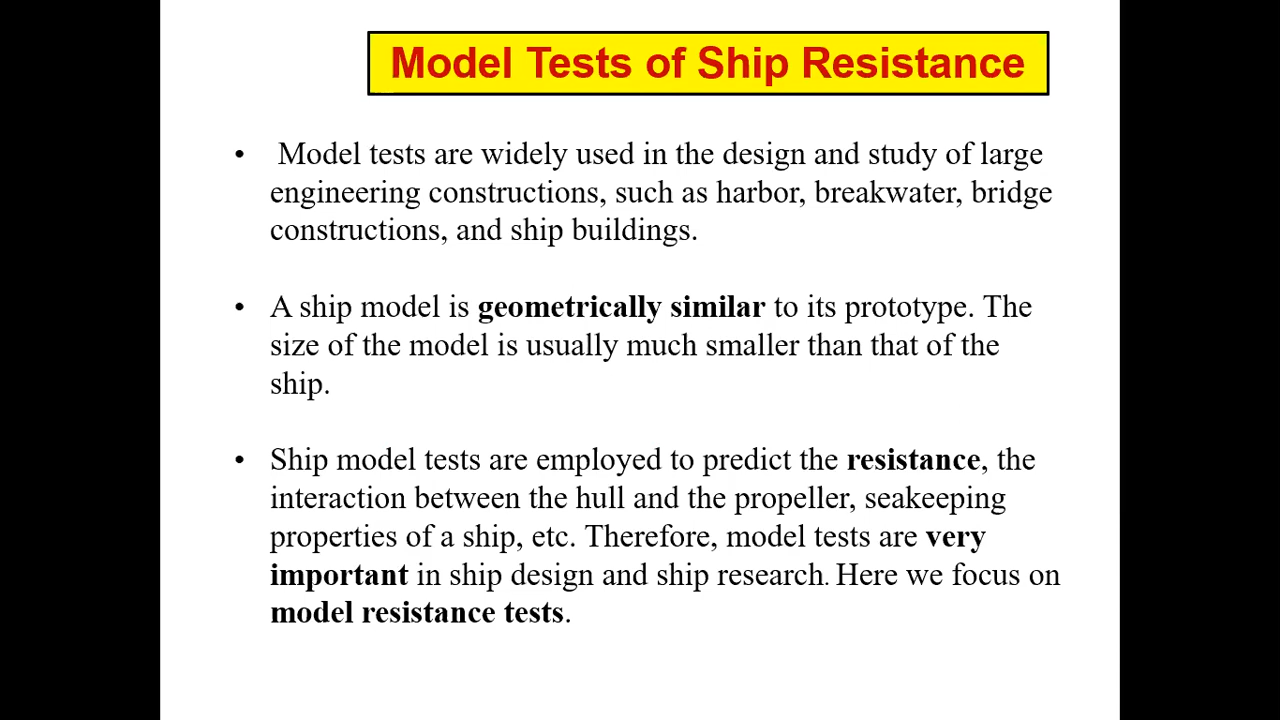 Model Tests of Ship Resistance
• Model tests are widely used in the design and study of large
engineering constructions, such as harbor, breakwater, bridge
constructions, and ship buildings.
• A ship model is geometrically similar to its prototype. The
size of the model is usually much smaller than that of the
ship.
• Ship model tests are employed to predict the resistance, the
interaction between the hull and the propeller, seakeeping
properties of a ship, etc. Therefore, model tests are very
important in ship design and ship research. Here we focus on
model resistance tests.